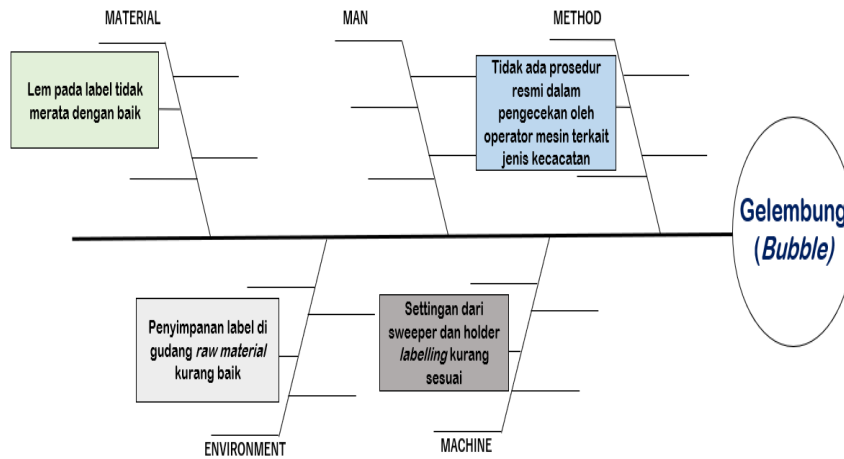 MATERIAL
MAN
METHOD
Lem pada label tidak
merata dengan baik
Tidak ada prosedur
resmi dalam
pengecekan oleh
operator mesin terkait
jenis kecacatan
Gelembung
(Bubble)
Penyimpanan label di
gudang raw material
kurang baik
Settingan dari
sweeper dan holder
labelling kurang
sesuai
ENVIRONMENT
MACHINE